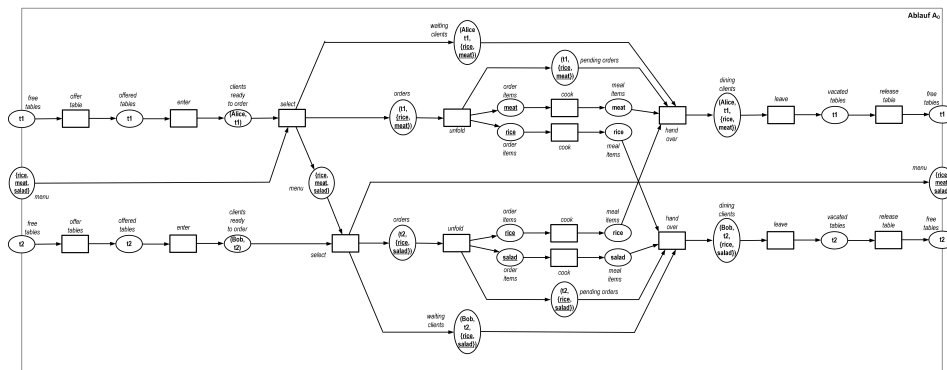 Ablauf A₀
waiting
clients
(Alice
t1,
{rice,
meat})
(t1,
{rice,
meat})
pending orders
free
tables
offer
table
offered
tables
enter
clients
ready
to order
select
orders
order
items
cook
meal
items
dining
clients
leave
vacated
tables
release
table
free
tables
t1
t1
(Alice,
t1)
(t1,
{rice,
meat})
unfold
meat
meat
rice
rice
order
items
cook
meal
items
hand
over
(Alice,
t1,
{rice,
meat})
t1
t1
{rice,
meat,
salad}
menu
menu
{rice,
meat,
salad}
menu
{rice,
meat,
salad}
free
tables
offer
table
offered
tables
enter
clients
ready
to order
select
orders
unfold
order
items
cook
meal
items
hand
over
dining
clients
leave
vacated
tables
release
table
free
tables
t2
t2
(Bob,
t2)
(t2,
{rice,
salad})
rice
rice
salad
salad
order
items
cook
meal
items
(Bob,
t2,
{rice,
salad})
t2
t2
(t2,
{rice,
salad})
pending orders
waiting
clients
(Bob,
t2,
{rice,
salad})